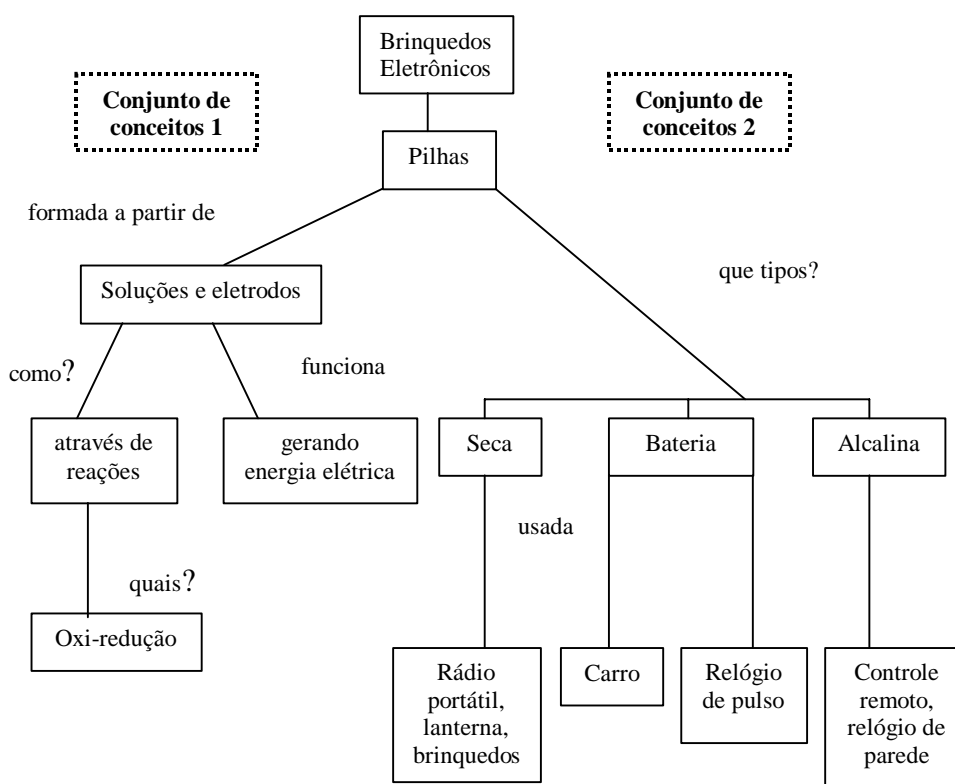 Brinquedos
Eletrônicos
Conjunto de
conceitos 1
Conjunto de
conceitos 2
Pilhas
formada a partir de
que tipos?
Soluções e eletrodos
como?
funciona
através de
reações
gerando
energia elétrica
Seca
Bateria
Alcalina
usada
quais?
Oxi-redução
Rádio
portátil,
lanterna,
brinquedos
Carro
Relógio
de pulso
Controle
remoto,
relógio de
parede